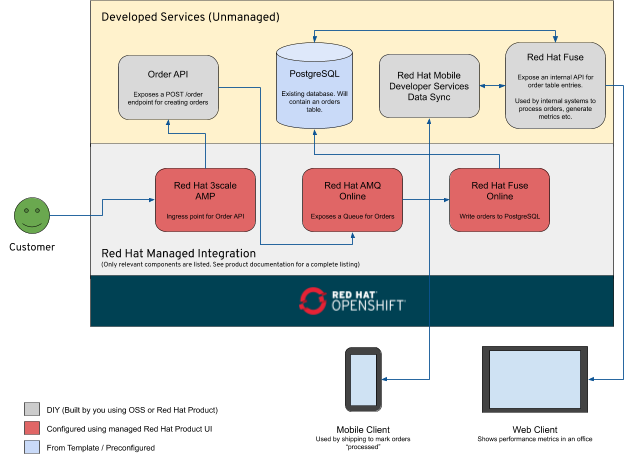 Developed Services (Unmanaged)
Order API
Exposes a POST /order
endpoint for creating orders
PostgreSQL
Existing database. Will
contain an orders
table.
Red Hat Mobile
Developer Services
Data Sync
Red Hat Fuse
Expose an internal API for
order table entries.
Used by internal systems to
process orders, generate
metrics etc.
Customer
Red Hat 3scale
AMP
Ingress point for Order API
Red Hat AMQ
Online
Exposes a Queue for Orders
Red Hat Fuse
Online
Write orders to PostgreSQL
Red Hat Managed Integration
(Only relevant components are listed. See product documentation for a complete listing)
RED HAT®
OPENSHIFT®
Mobile Client
Used by shipping to mark orders
“processed”
Web Client
Shows performance metrics in an office
DIY (Built by you using OSS or Red Hat Product)
Configured using managed Red Hat Product UI
From Template / Preconfigured